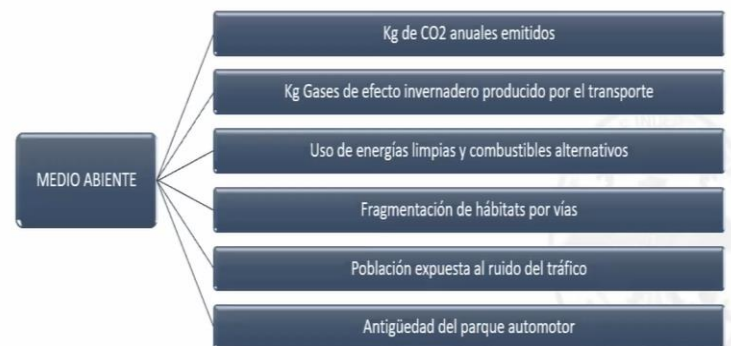 MEDIO ABIENTE
Kg de CO2 anuales emitidos
Kg Gases de efecto invernadero producido por el transporte
Uso de energías limpias y combustibles alternativos
Fragmentación de hábitats por vías
Población expuesta al ruido del tráfico
Antigüedad del parque automotor